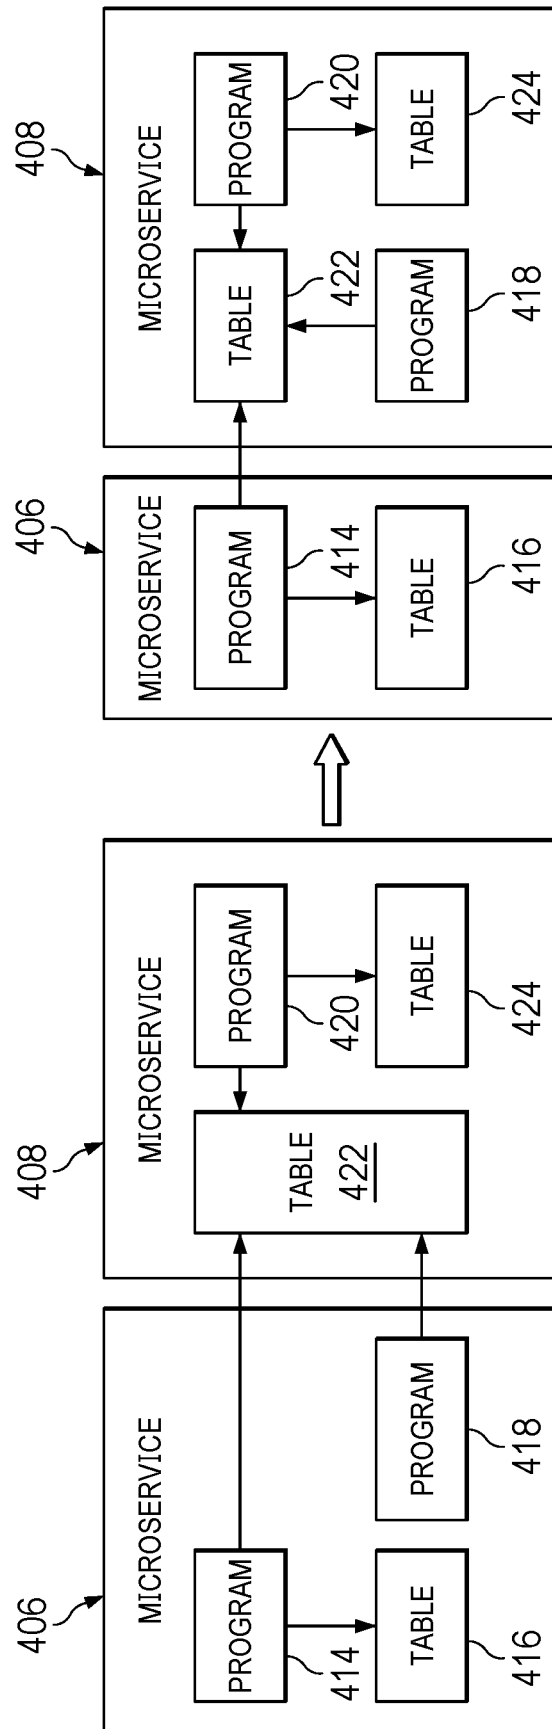 406
MICROSERVICE
PROGRAM
414
TABLE
416
PROGRAM
418
408
MICROSERVICE
TABLE
422
PROGRAM
420
TABLE
424
406
MICROSERVICE
PROGRAM
414
TABLE
416
408
MICROSERVICE
TABLE
422
PROGRAM
420
PROGRAM
418
TABLE
424